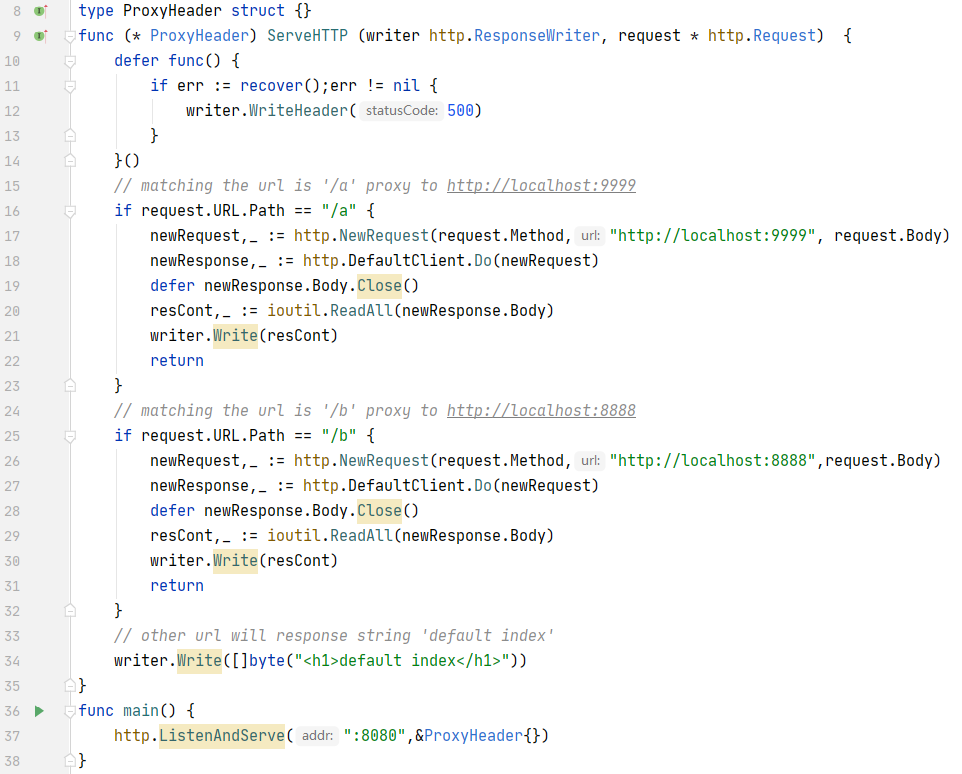 8 type ProxyHeader struct {}
9 func (* ProxyHeader) ServeHTTP (writer http.ResponseWriter, request * http.Request)  {
10     defer func() {
11         if err := recover();err != nil {
12             writer.WriteHeader( statusCode: 500)
13         }
14     }()
15     // matching the url is '/a' proxy to http://localhost:9999
16     if request.URL.Path == "/a" {
17         newRequest,_ := http.NewRequest(request.Method, url: "http://localhost:9999", request.Body)
18         newResponse,_ := http.DefaultClient.Do(newRequest)
19         defer newResponse.Body.Close()
20         resCont,_ := ioutil.ReadAll(newResponse.Body)
21         writer.Write(resCont)
22         return
23     }
24     // matching the url is '/b' proxy to http://localhost:8888
25     if request.URL.Path == "/b" {
26         newRequest,_ := http.NewRequest(request.Method, url: "http://localhost:8888",request.Body)
27         newResponse,_ := http.DefaultClient.Do(newRequest)
28         defer newResponse.Body.Close()
29         resCont,_ := ioutil.ReadAll(newResponse.Body)
30         writer.Write(resCont)
31         return
32     }
33     // other url will response string 'default index'
34     writer.Write([]byte("<h1>default index</h1>"))
35 }
36 func main() {
37     http.ListenAndServe( addr: ":8080",&ProxyHeader{})
38 }